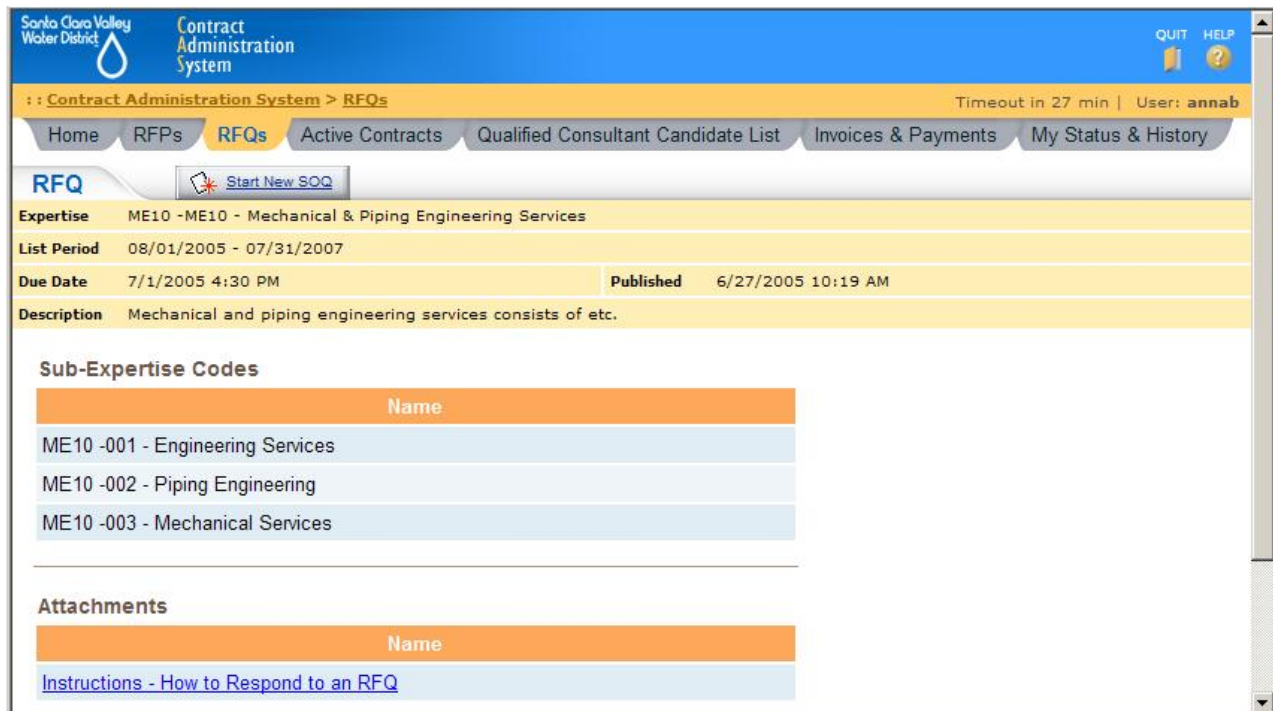 Santa Clara Valley
Water District
Contract
Administration
System
QUIT HELP
: : Contract Administration System > RFQs
Timeout in 27 min | User: annab
Home RFPs RFQs Active Contracts Qualified Consultant Candidate List Invoices & Payments My Status & History
RFQ
Start New SOQ
Expertise ME10 -ME10 - Mechanical & Piping Engineering Services
List Period 08/01/2005 - 07/31/2007
Due Date 7/1/2005 4:30 PM Published 6/27/2005 10:19 AM
Description Mechanical and piping engineering services consists of etc.
Sub-Expertise Codes
Name
ME10 -001 - Engineering Services
ME10 -002 - Piping Engineering
ME10 -003 - Mechanical Services
Attachments
Name
Instructions - How to Respond to an RFQ